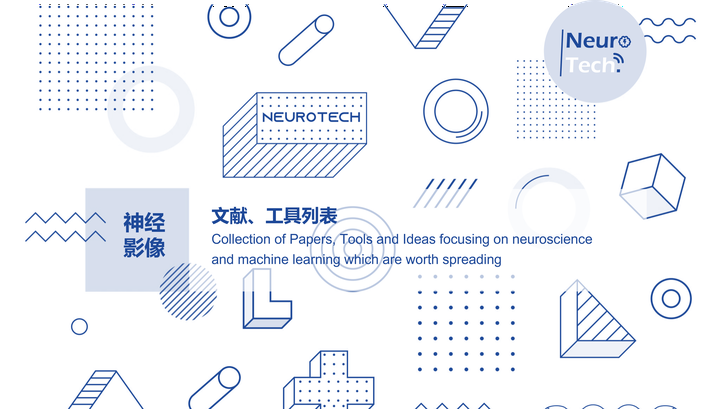 Neuro
Tech.
NEUROTECH
神经
影像
文献、工具列表
Collection of Papers, Tools and Ideas focusing on neuroscience
and machine learning which are worth spreading